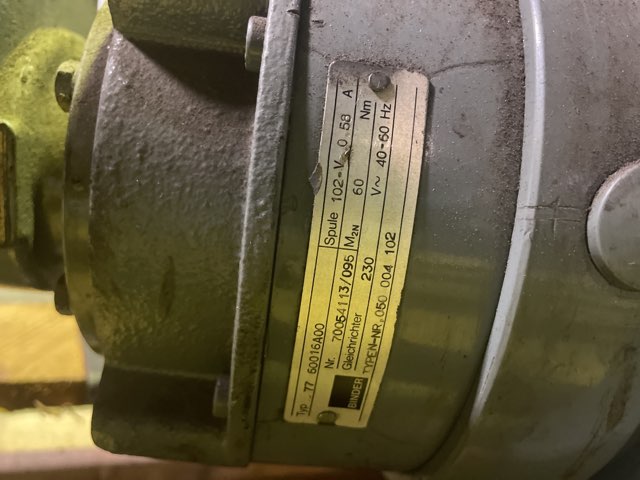 Typ 77 60016A00 Spule 102-V 0.58 A
Nr. 70054113/095 M2N 60 Nm
Gleichrichter 230 V~ 40-60 Hz
BINDER TYPEN-NR. 050 004 102